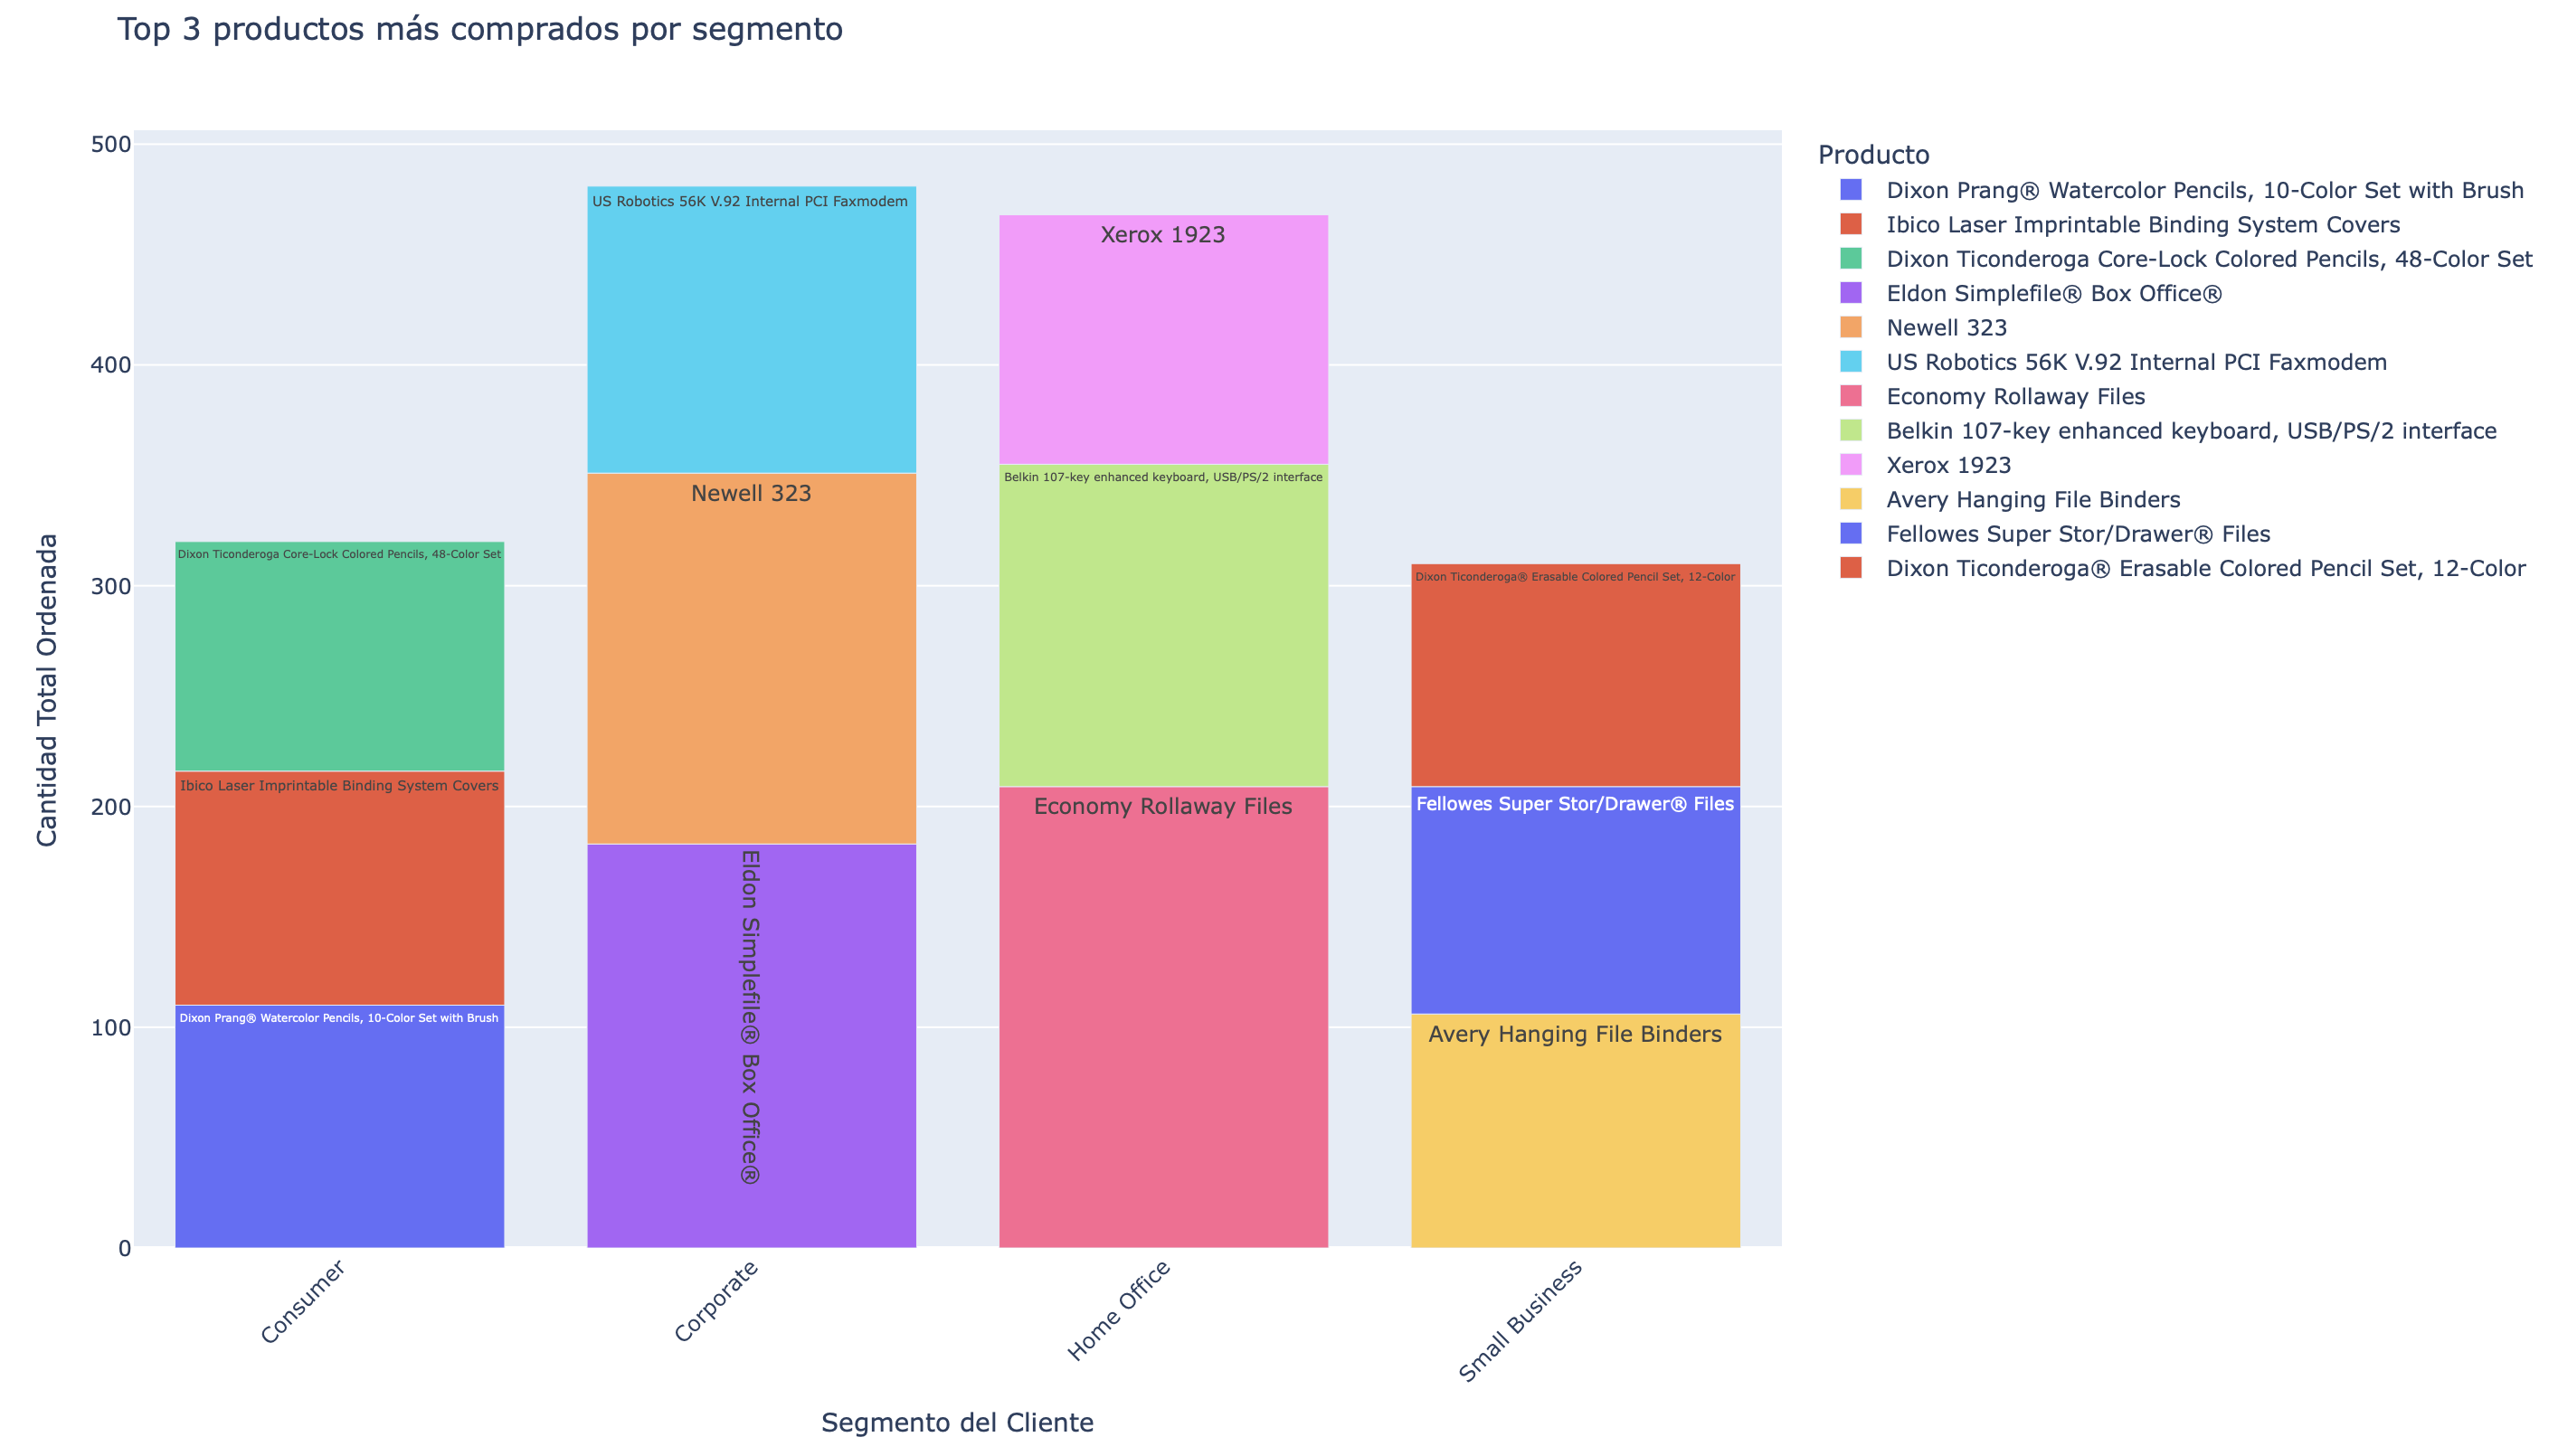 Top 3 productos más comprados por segmento
Cantidad Total Ordenada
500
400
300
200
100
0
Dixon Ticonderoga Core-Lock Colored Pencils, 48-Color Set
Ibico Laser Imprintable Binding System Covers
Dixon Prang® Watercolor Pencils, 10-Color Set with Brush
US Robotics 56K V.92 Internal PCI Faxmodem
Newell 323
Eldon Simplefile® Box Office®
Xerox 1923
Belkin 107-key enhanced keyboard, USB/PS/2 interface
Economy Rollaway Files
Dixon Ticonderoga® Erasable Colored Pencil Set, 12-Color
Fellowes Super Stor/Drawer® Files
Avery Hanging File Binders
Consumer
Corporate
Home Office
Small Business
Segmento del Cliente
Producto
Dixon Prang® Watercolor Pencils, 10-Color Set with Brush
Ibico Laser Imprintable Binding System Covers
Dixon Ticonderoga Core-Lock Colored Pencils, 48-Color Set
Eldon Simplefile® Box Office®
Newell 323
US Robotics 56K V.92 Internal PCI Faxmodem
Economy Rollaway Files
Belkin 107-key enhanced keyboard, USB/PS/2 interface
Xerox 1923
Avery Hanging File Binders
Fellowes Super Stor/Drawer® Files
Dixon Ticonderoga® Erasable Colored Pencil Set, 12-Color